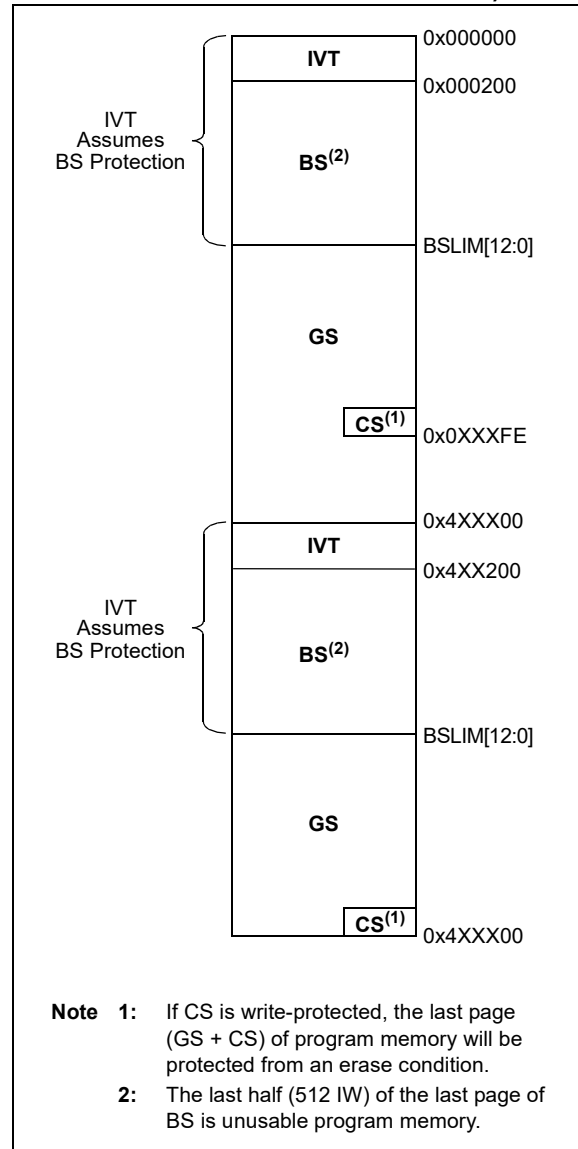 0x000000
IVT
0x000200
IVT
Assumes
BS Protection
BS(2)
BSLIM[12:0]
GS
CS(1)
0x0XXXFE
0x4XXX00
IVT
0x4XX200
IVT
Assumes
BS Protection
BS(2)
BSLIM[12:0]
GS
CS(1)
0x4XXX00
Note 1: If CS is write-protected, the last page
(GS + CS) of program memory will be
protected from an erase condition.
2: The last half (512 IW) of the last page of
BS is unusable program memory.